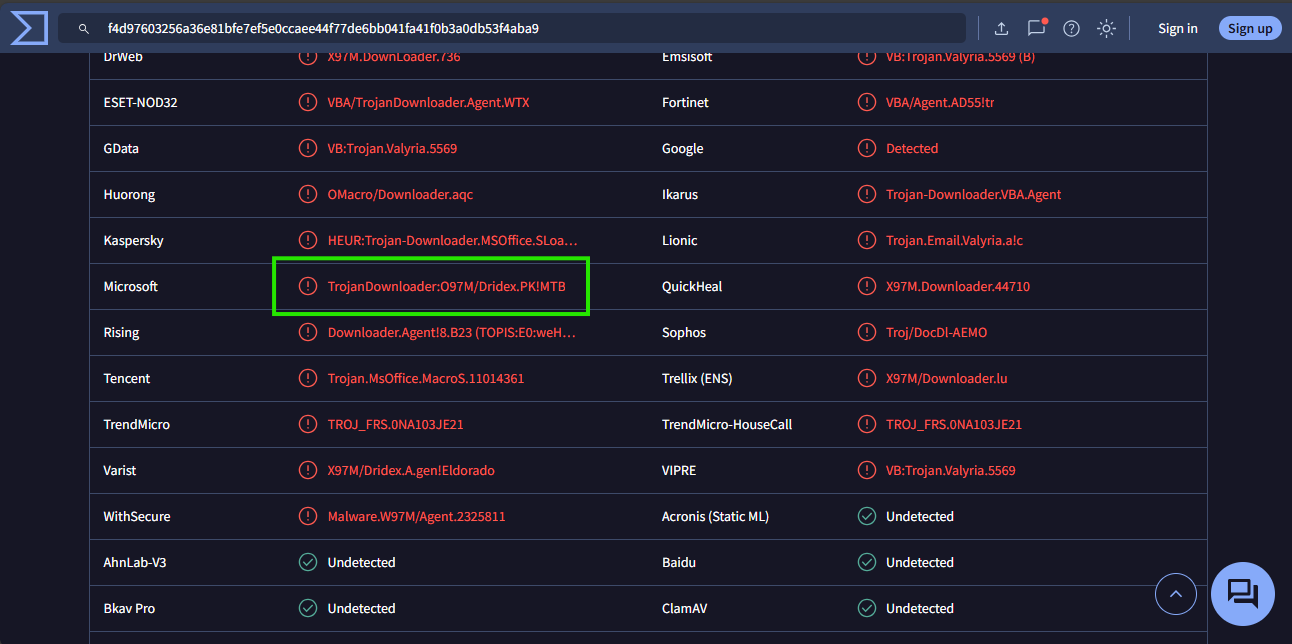 f4d97603256a36e81bfe7ef5e0ccaee44f77de6bb041fa41f0b3a0db53f4aba9 Sign in Sign up
DrWeb X97M.DownLoader.736 Emsisoft VB:Trojan.Valyria.5569 (B)
ESET-NOD32 VBA/TrojanDownloader.Agent.WTX Fortinet VBA/Agent.AD55!tr
GData VB:Trojan.Valyria.5569 Google Detected
Huorong OMacro/Downloader.aqc Ikarus Trojan-Downloader.VBA.Agent
Kaspersky HEUR:Trojan-Downloader.MSOffice.SLoa... Lionic Trojan.Email.Valyria.a!c
Microsoft TrojanDownloader:O97M/Dridex.PK!MTB QuickHeal X97M.Downloader.44710
Rising Downloader.Agent!8.B23 (TOPIS:E0:weH... Sophos Troj/DocDl-AEMO
Tencent Trojan.MsOffice.MacroS.11014361 Trellix (ENS) X97M/Downloader.lu
TrendMicro TROJ_FRS.0NA103JE21 TrendMicro-HouseCall TROJ_FRS.0NA103JE21
Varist X97M/Dridex.A.gen!Eldorado VIPRE VB:Trojan.Valyria.5569
WithSecure Malware.W97M/Agent.2325811 Acronis (Static ML) Undetected
AhnLab-V3 Undetected Baidu Undetected
Bkav Pro Undetected ClamAV Undetected